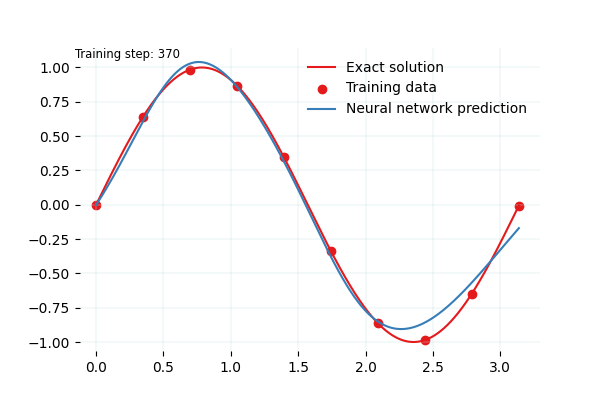 Training step: 370
Exact solution
Training data
Neural network prediction
1.00
0.75
0.50
0.25
0.00
−0.25
−0.50
−0.75
−1.00
0.0 0.5 1.0 1.5 2.0 2.5 3.0